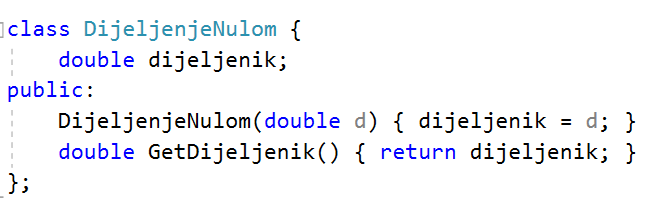 class DijeljenjeNulom {
    double dijeljenik;
public:
    DijeljenjeNulom(double d) { dijeljenik = d; }
    double GetDijeljenik() { return dijeljenik; }
};